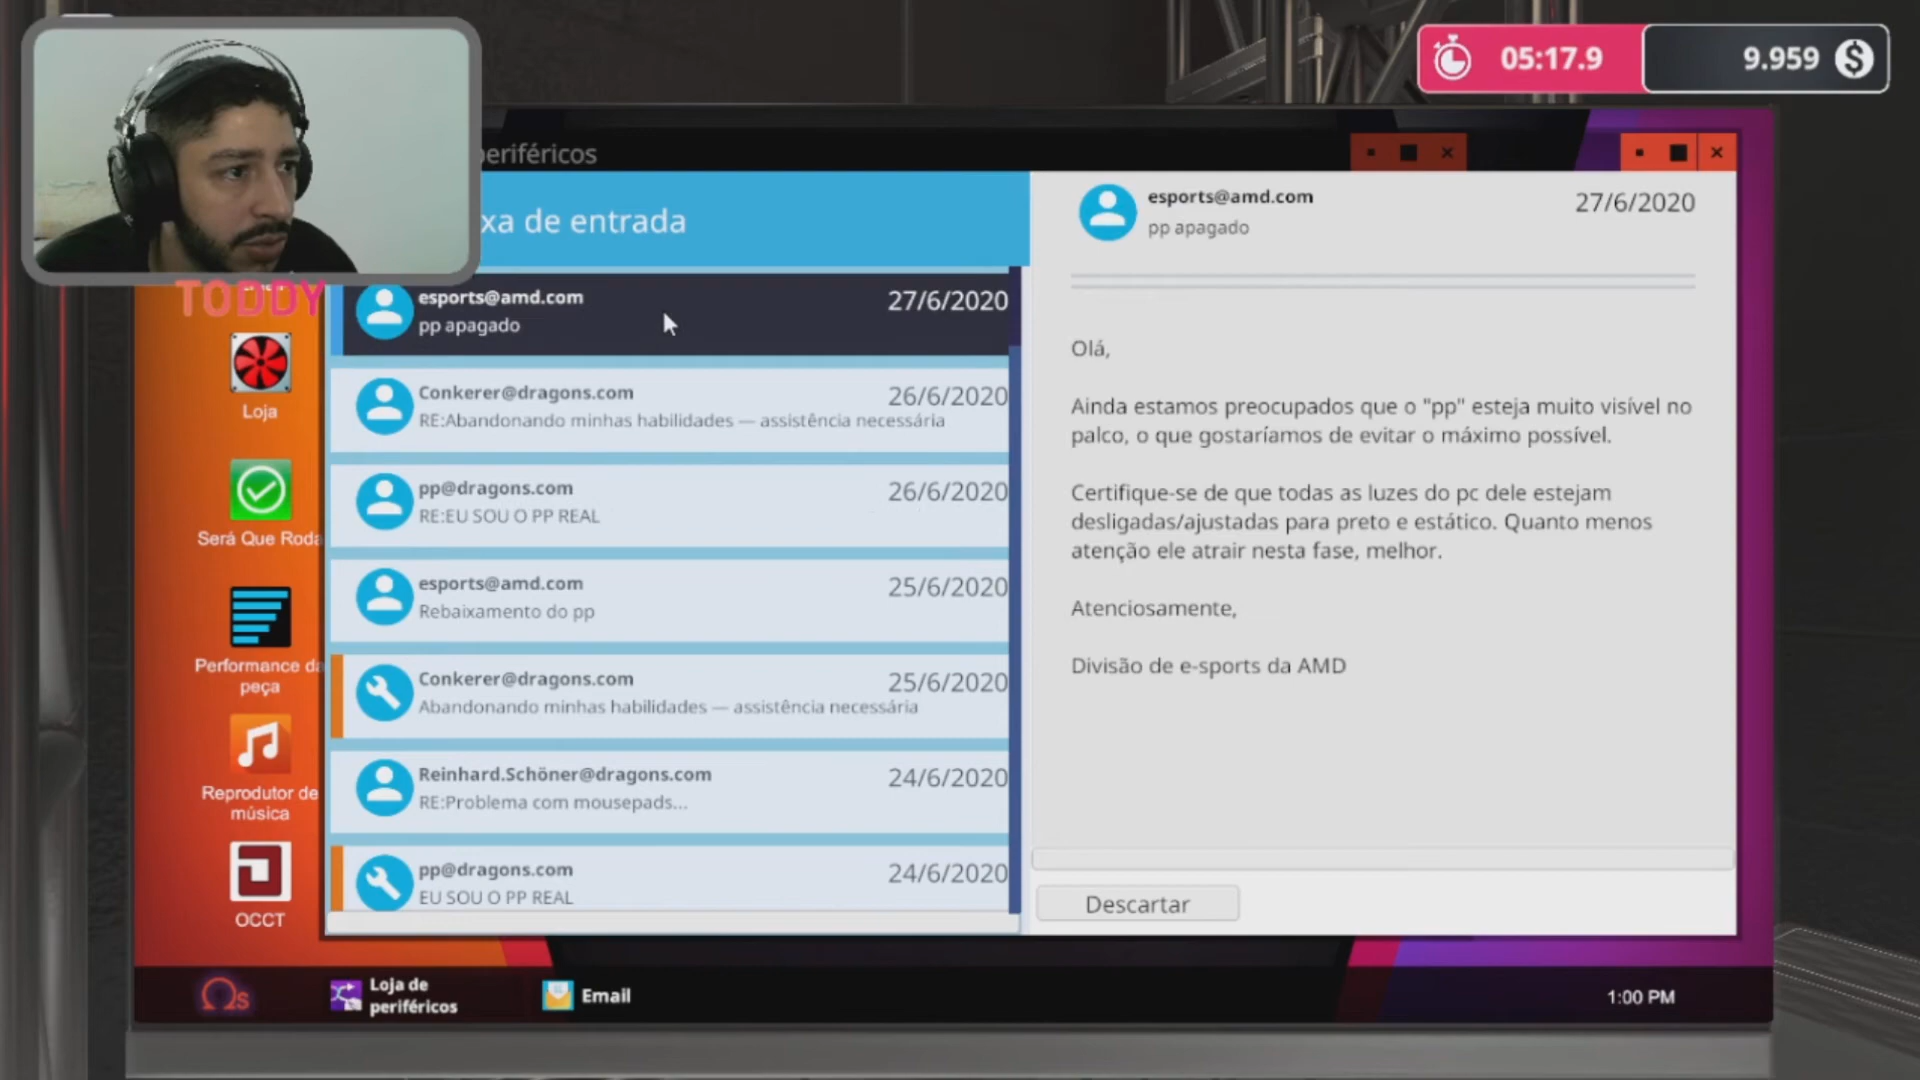 05:17.9
9.959
periféricos
xa de entrada
TODDY
Loja
Será Que Roda
Performance da
peça
Reprodutor de
música
OCCT
esports@amd.com
27/6/2020
pp apagado
Conkerer@dragons.com
26/6/2020
RE:Abandonando minhas habilidades — assistência necessária
pp@dragons.com
26/6/2020
RE:EU SOU O PP REAL
esports@amd.com
25/6/2020
Rebaixamento do pp
Conkerer@dragons.com
25/6/2020
Abandonando minhas habilidades — assistência necessária
Reinhard.Schöner@dragons.com
24/6/2020
RE:Problema com mousepads...
pp@dragons.com
24/6/2020
EU SOU O PP REAL
esports@amd.com
27/6/2020
pp apagado
Olá,
Ainda estamos preocupados que o "pp" esteja muito visível no
palco, o que gostaríamos de evitar o máximo possível.
Certifique-se de que todas as luzes do pc dele estejam
desligadas/ajustadas para preto e estático. Quanto menos
atenção ele atrair nesta fase, melhor.
Atenciosamente,
Divisão de e-sports da AMD
Descartar
Ωs
Loja de
periféricos
Email
1:00 PM